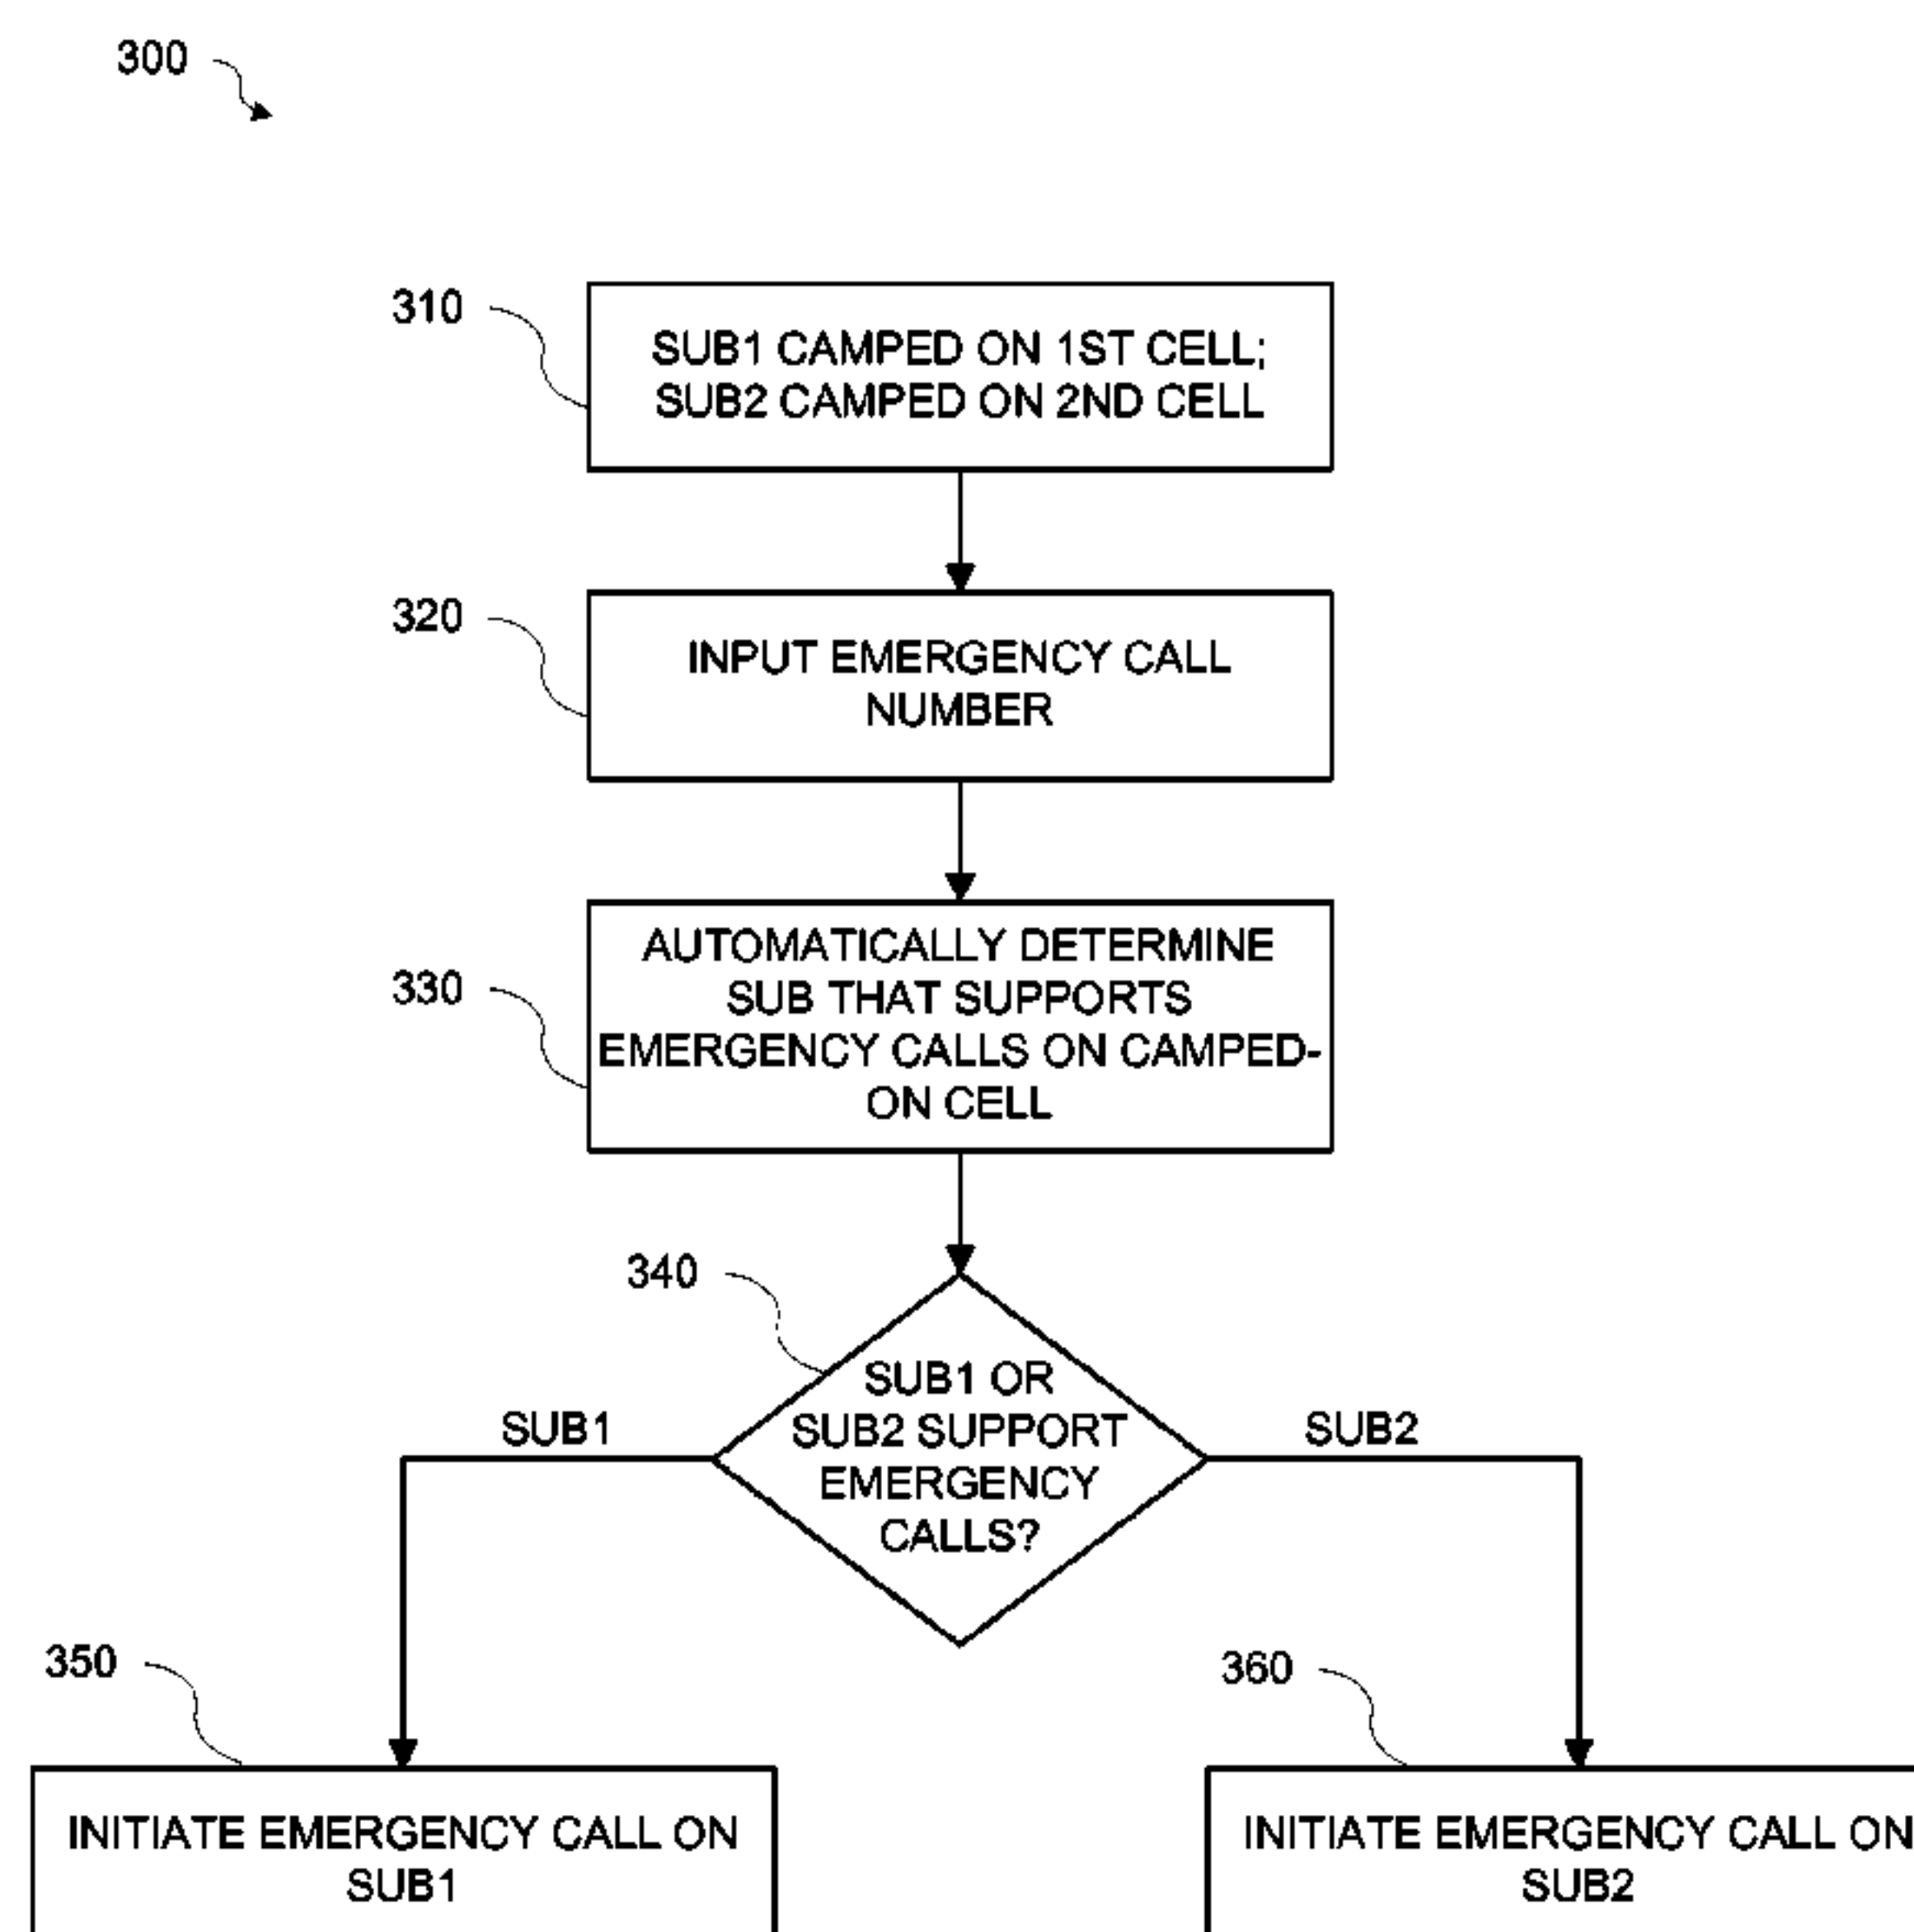 300
310
SUB1 CAMPED ON 1ST CELL;
SUB2 CAMPED ON 2ND CELL
320
INPUT EMERGENCY CALL
NUMBER
330
AUTOMATICALLY DETERMINE
SUB THAT SUPPORTS
EMERGENCY CALLS ON CAMPED-
ON CELL
340
SUB1 OR
SUB2 SUPPORT
EMERGENCY
CALLS?
SUB1
SUB2
350
INITIATE EMERGENCY CALL ON
SUB1
360
INITIATE EMERGENCY CALL ON
SUB2